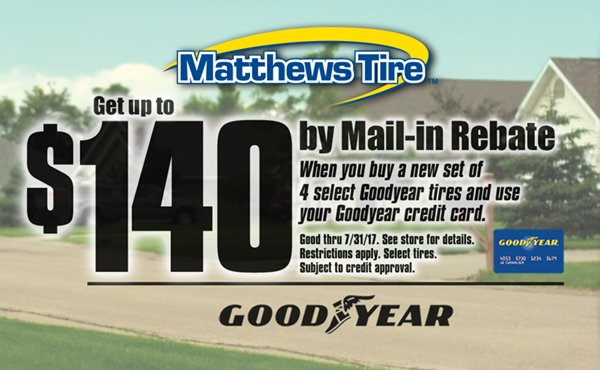 Matthews Tire
TM
Get up to
$140
by Mail-in Rebate
When you buy a new set of
4 select Goodyear tires and use
your Goodyear credit card.
Good thru 7/31/17. See store for details.
Restrictions apply. Select tires.
Subject to credit approval.
GOODYEAR
GOODYEAR